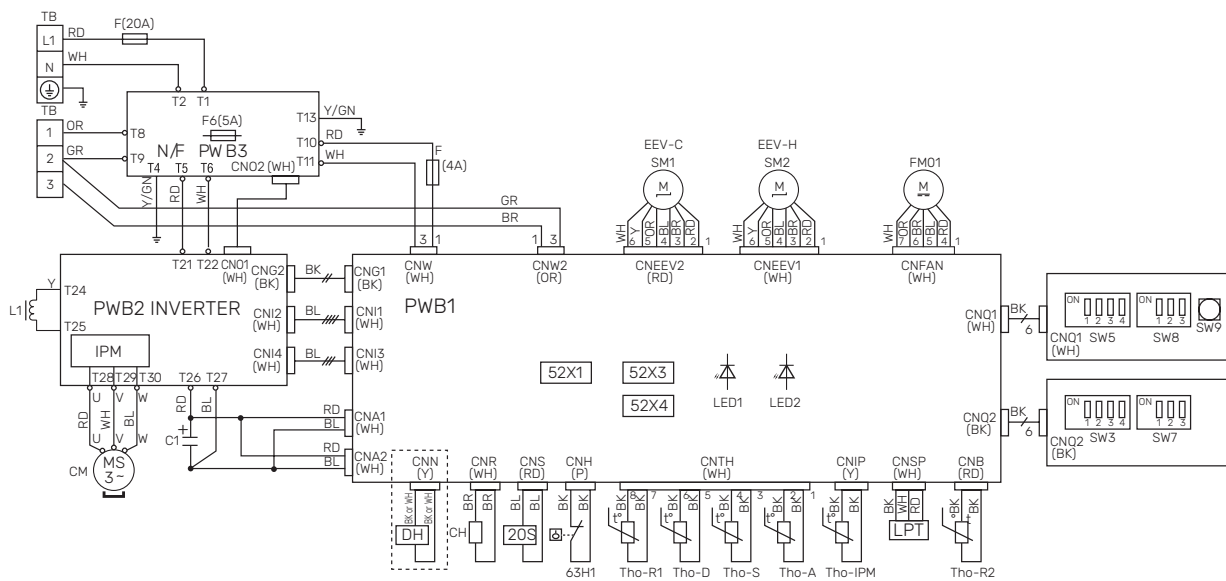 TB
F(20A)
L1 RD
N WH
T2 T1
TB
1 OR T8
2 GR T9
3
F6(5A)
N/F PWB3
T13 Y/GN
T10 RD
T11 WH
F
(4A)
T4 T5 T6
CNO2 (WH)
Y/GN RD WH
GR
BR
EEV-C
SM1
M
EEV-H
SM2
M
FM01
M
WH Y OR BL BR RD
6 5 4 3 2 1
WH Y OR BL BR RD
6 5 4 3 2 1
WH OR BR BL RD
7 6 5 4 1
3 1
1 3
T21 T22 CNO1
(WH)
CNG2
(BK)
BK
CNG1
(BK)
CNW
(WH)
CNW2
(OR)
CNEEV2
(RD)
CNEEV1
(WH)
CNFAN
(WH)
Y T24
L1
T25
PWB2 INVERTER
IPM
CNI2
(WH)
BL
CNI1
(WH)
CNI4
(WH)
BL
CNI3
(WH)
PWB1
52X1
52X3
52X4
LED1
LED2
CNQ1
(WH)
BK
6
CNQ1
(WH)
ON
1 2 3 4
SW5
ON
1 2 3
SW8
SW9
CNQ2
(BK)
BK
6
CNQ2
(BK)
ON
1 2 3 4
SW3
ON
1 2 3
SW7
T28 T29 T30 T26 T27
U V W
RD WH BL
RD BL
U V W
CM
MS
3~
+
C1
RD
BL
CNA1
(WH)
RD
BL
CNA2
(WH)
CNN
(Y)
CNR
(WH)
CNS
(RD)
CNH
(P)
CNTH
(WH)
CNIP
(Y)
CNSP
(WH)
CNB
(RD)
BK or WH BK or WH
DH
BR BR
CH
BL BL
20S
BK BK
63H1
8 7 6 5 4 3 2 1
BK BK
t°
Tho-R1
BK BK
t°
Tho-D
BK BK
t°
Tho-S
BK BK
t°
Tho-A
BK BK
t°
Tho-IPM
BK WH RD
LPT
BK BK
t°
Tho-R2